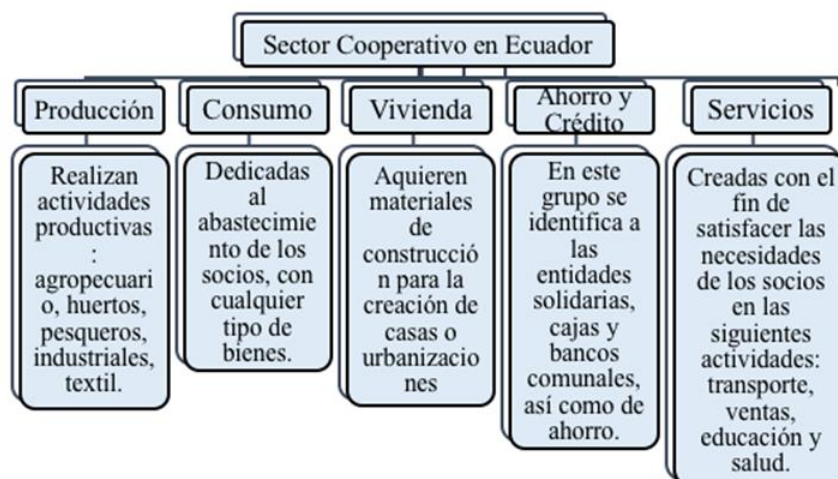 Sector Cooperativo en Ecuador
Producción
Realizan
actividades
productivas
:
agropecuari
o, huertos,
pesqueros,
industriales,
textil.
Consumo
Dedicadas
al
abastecimie
nto de los
socios, con
cualquier
tipo de
bienes.
Vivienda
Aquieren
materiales
de
construcció
n para la
creación de
casas o
urbanizacio
nes
Ahorro y
Crédito
En este
grupo se
identifica a
las
entidades
solidarias,
cajas y
bancos
comunales,
así como de
ahorro.
Servicios
Creadas con el
fin de
satisfacer las
necesidades
de los socios
en las
siguientes
actividades:
transporte,
ventas,
educación y
salud.